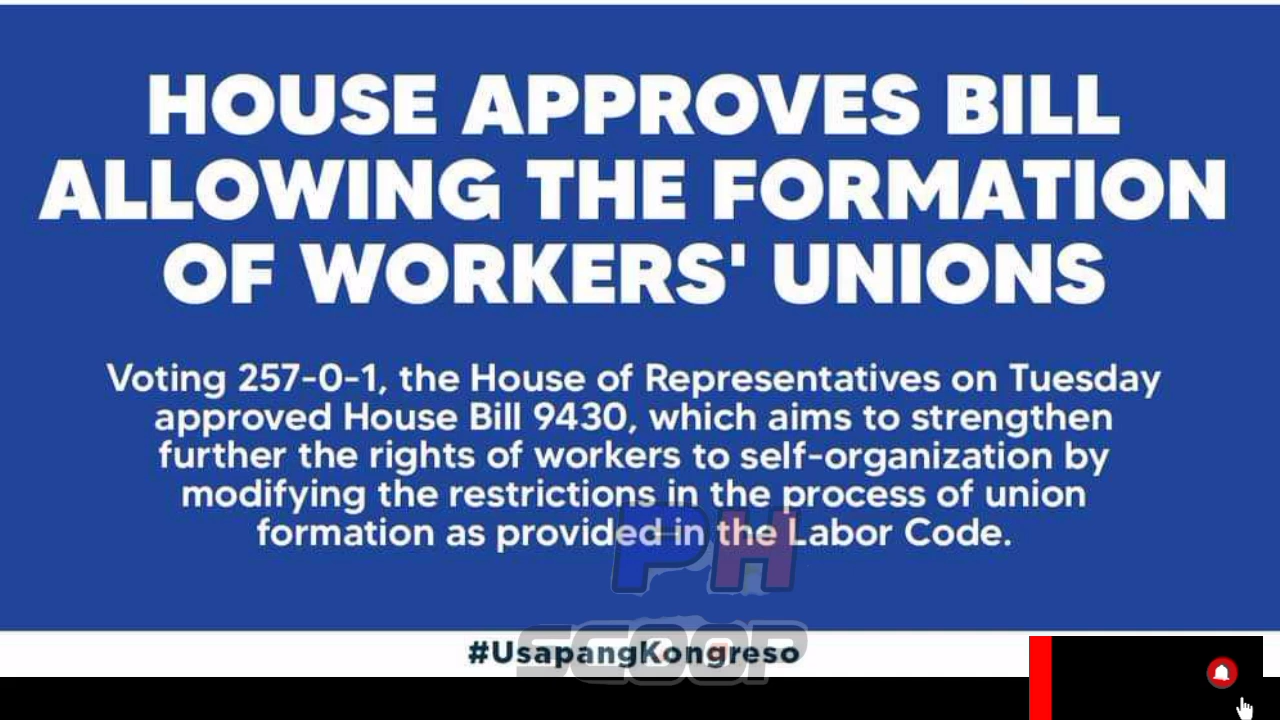 HOUSE APPROVES BILL
ALLOWING THE FORMATION
OF WORKERS' UNIONS
Voting 257-0-1, the House of Representatives on Tuesday
approved House Bill 9430, which aims to strengthen
further the rights of workers to self-organization by
modifying the restrictions in the process of union
formation as provided in the Labor Code.
PH
SCOOP
#UsapangKongreso